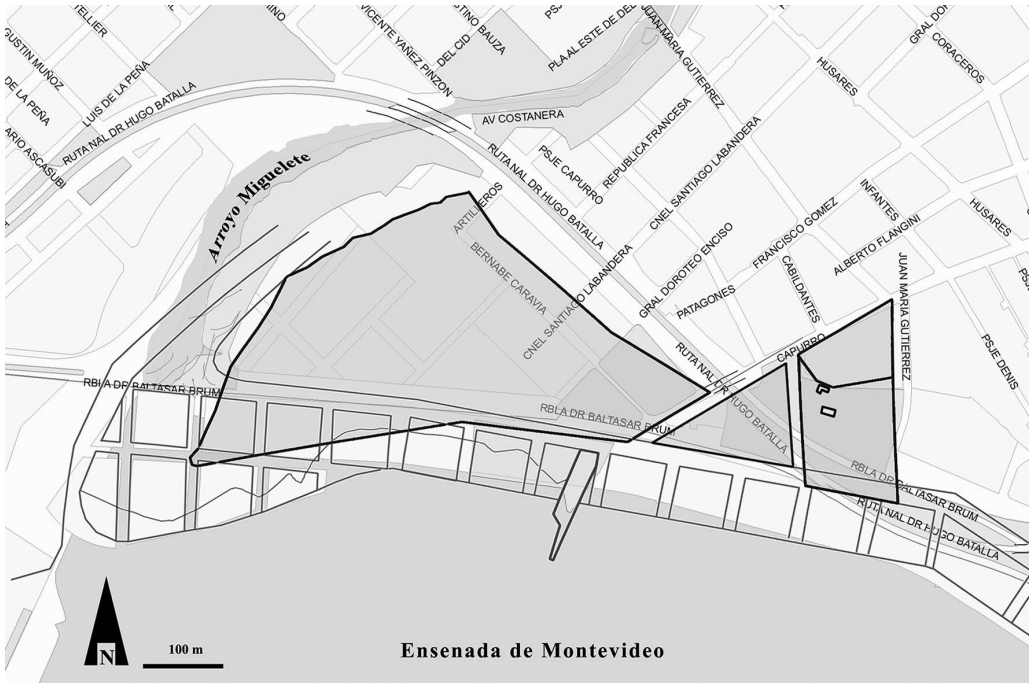 TELLIER
GUSTIN MUÑOZ
DE LA PEÑA
ARIO ASCASUBI
LUIS DE LA PEÑA
RUTA NAL DR HUGO BATALLA
VICENTE YAÑEZ PINZON
DEL CID
STINO BAUZA
PLA AL ESTE DE DEL
JUAN MARIA GUTIERREZ
HUSARES
GRAL DOR
CORACEROS
AV COSTANERA
Arroyo Miguelete
RUTA NAL DR HUGO BATALLA
PSJE CAPURRO
REPUBLICA FRANCESA
CNEL SANTIAGO LABANDERA
ARTILLEROS
BERNABE CARAVIA
CNEL SANTIAGO LABANDERA
GRAL DOROTEO ENCISO
PATAGONES
FRANCISCO GOMEZ
CABILDANTES
INFANTES
ALBERTO FLANGINI
HUSARES
JUAN MARIA GUTIERREZ
PSJE DENIS
CAPURRO
RUTA NAL DR HUGO BATALLA
RBLA DR BALTASAR BRUM
RBLA DR BALTASAR BRUM
RBLA DR BALTASAR BRUM
RUTA NAL DR HUGO BATALLA
N
100 m
Ensenada de Montevideo